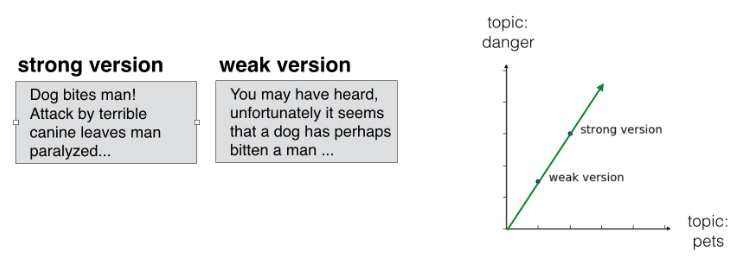 strong version
Dog bites man!
Attack by terrible
canine leaves man
paralyzed...
weak version
You may have heard,
unfortunately it seems
that a dog has perhaps
bitten a man ...
topic:
danger
strong version
weak version
topic:
pets